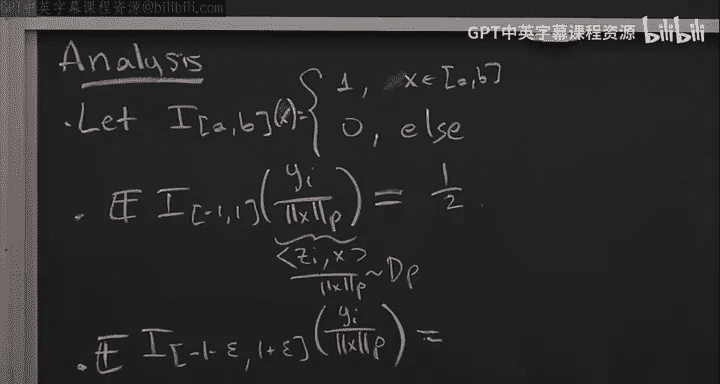 GPT中英字幕课程资源@bilibili.com
GPT中英字幕课程资源 bilibili
Analysis
· Let I[a,b](x) = { 1, x ∈ [a,b]
0, else
· E I[-1,1](yi / ||x||p) = 1/2
<zi, x> / ||x||p ~ Dp
· E I[-1-ε, 1+ε](yi / ||x||p) =